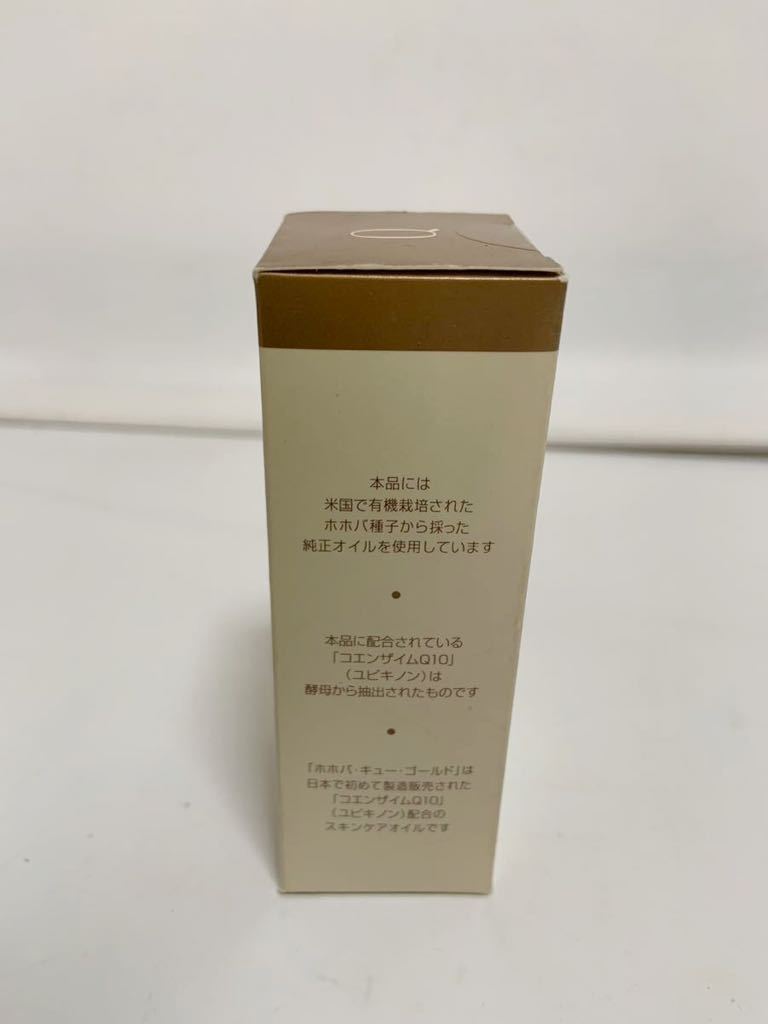 Q
本品には
米国で有機栽培された
ホホバ種子から採った
純正オイルを使用しています
●
本品に配合されている
「コエンザイムQ10」
(ユビキノン)は
酵母から抽出されたものです
●
「ホホバ・キュー・ゴールド」は
日本で初めて製造販売された
「コエンザイムQ10」
(ユビキノン)配合の
スキンケアオイルです